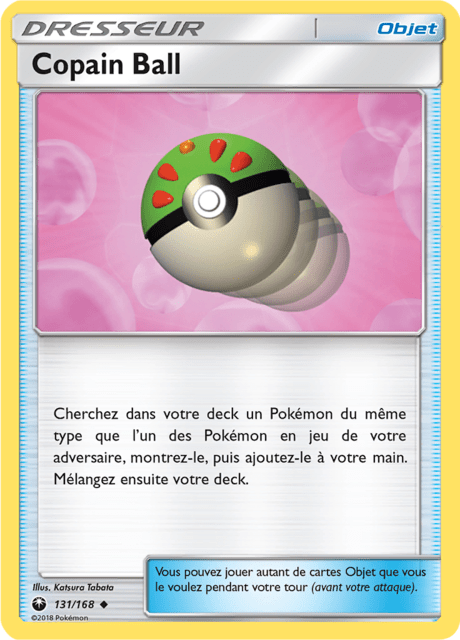 DRESSEUR
Objet
Copain Ball
Cherchez dans votre deck un Pokémon du même
type que l'un des Pokémon en jeu de votre
adversaire, montrez-le, puis ajoutez-le à votre main.
Mélangez ensuite votre deck.
Vous pouvez jouer autant de cartes Objet que vous
le voulez pendant votre tour (avant votre attaque).
Illus. Katsura Tabata
131/168
©2018 Pokémon